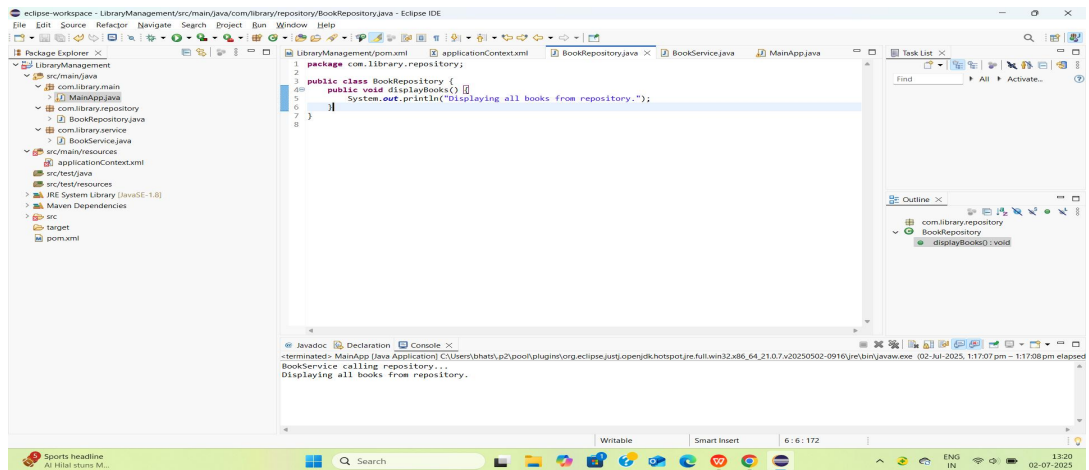 eclipse-workspace - LibraryManagement/src/main/java/com/library/repository/BookRepository.java - Eclipse IDE
File Edit Source Refactor Navigate Search Project Run Window Help
Package Explorer
LibraryManagement
src/main/java
com.library.main
MainApp.java
com.library.repository
BookRepository.java
com.library.service
BookService.java
src/main/resources
applicationContext.xml
src/test/java
src/test/resources
JRE System Library [JavaSE-1.8]
Maven Dependencies
src
target
pom.xml
LibraryManagement/pom.xml applicationContext.xml BookRepository.java BookService.java MainApp.java
1 package com.library.repository;
2
3 public class BookRepository {
4 public void displayBooks() {
5 System.out.println("Displaying all books from repository.");
6 }
7 }
8
Task List
Find All Activate...
Outline
com.library.repository
BookRepository
displayBooks() : void
Javadoc Declaration Console
<terminated> MainApp [Java Application] C:\Users\bhats\.p2\pool\plugins\org.eclipse.justj.openjdk.hotspot.jre.full.win32.x86_64_21.0.7.v20250502-0916\jre\bin\javaw.exe (02-Jul-2025, 1:17:07 pm – 1:17:08 pm elapsed
BookService calling repository...
Displaying all books from repository.
Writable Smart Insert 6 : 6 : 172
Sports headline
Al Hilal stuns M...
Search
ENG
IN
13:20
02-07-2025